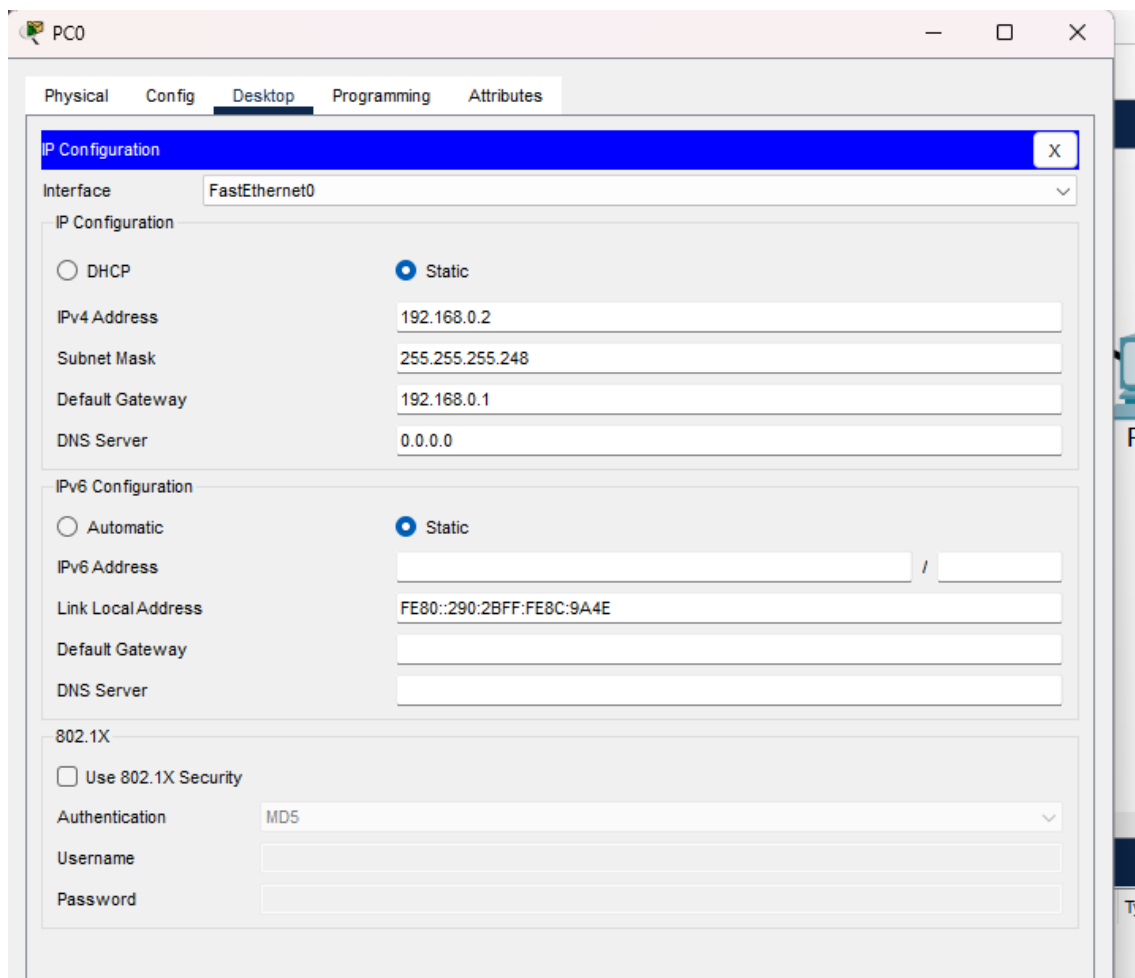 PC0
Physical Config Desktop Programming Attributes
IP Configuration X
Interface FastEthernet0
IP Configuration
DHCP Static
IPv4 Address 192.168.0.2
Subnet Mask 255.255.255.248
Default Gateway 192.168.0.1
DNS Server 0.0.0.0
IPv6 Configuration
Automatic Static
IPv6 Address /
Link Local Address FE80::290:2BFF:FE8C:9A4E
Default Gateway
DNS Server
802.1X
Use 802.1X Security
Authentication MD5
Username
Password